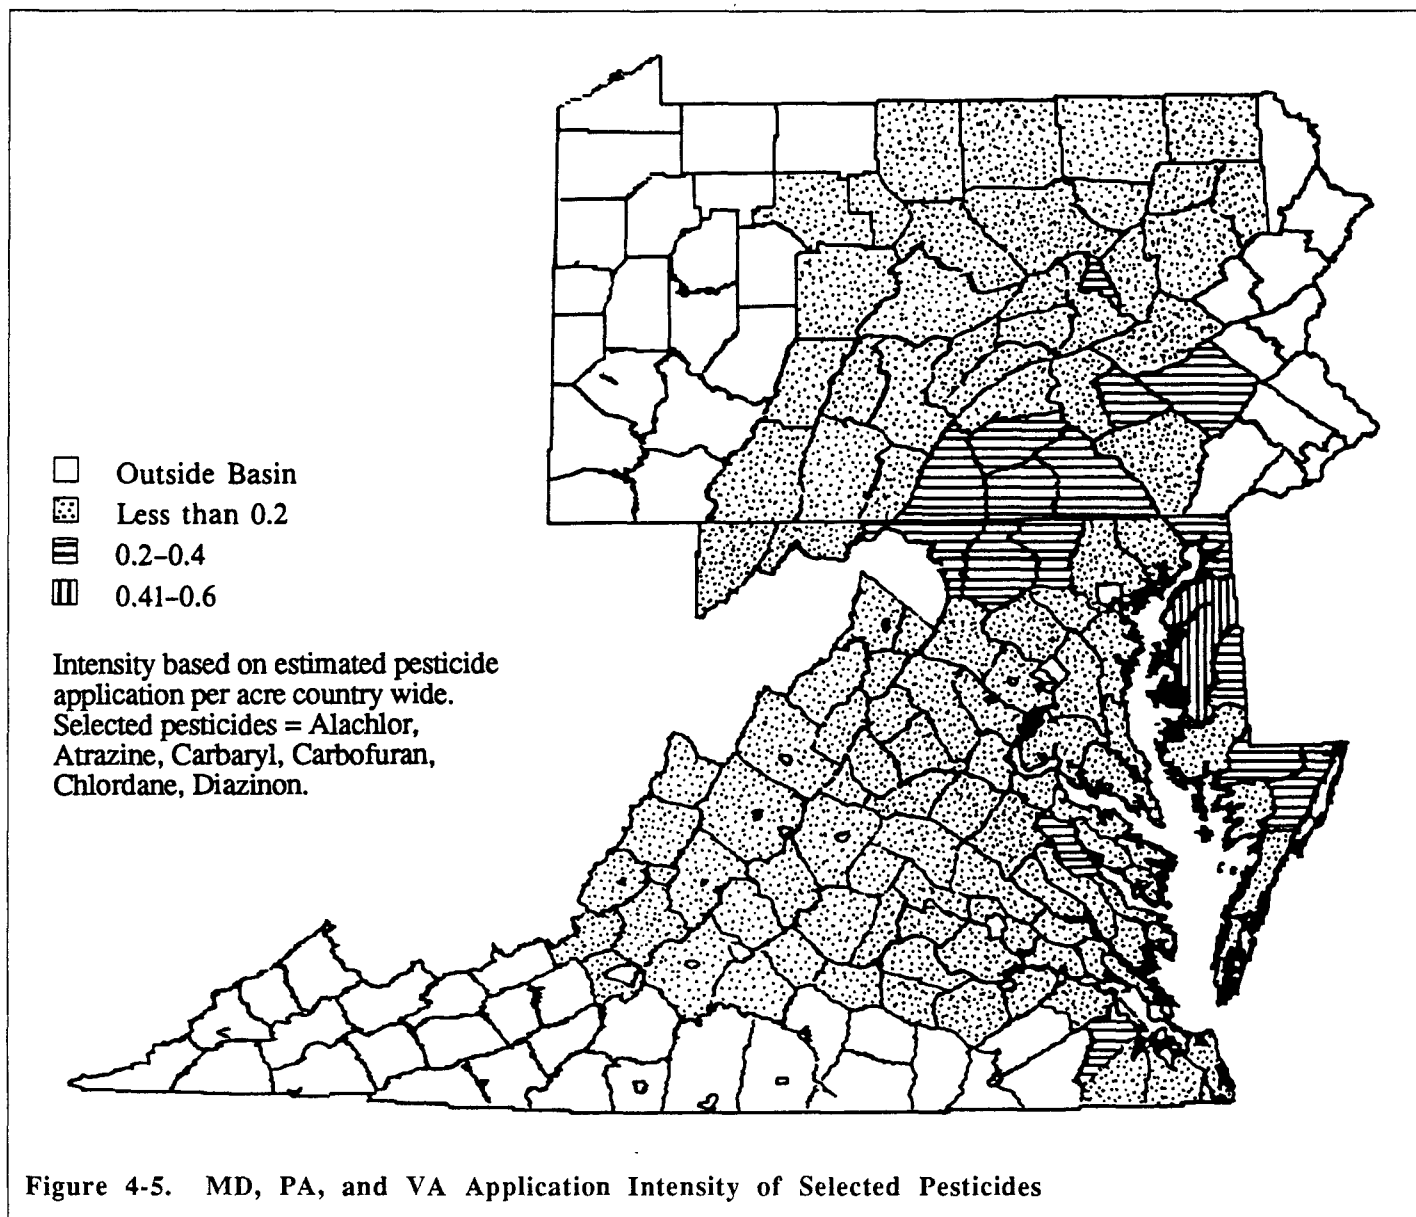 Outside Basin
Less than 0.2
0.2–0.4
0.41–0.6
Intensity based on estimated pesticide
application per acre country wide.
Selected pesticides = Alachlor,
Atrazine, Carbaryl, Carbofuran,
Chlordane, Diazinon.
Figure 4-5. MD, PA, and VA Application Intensity of Selected Pesticides